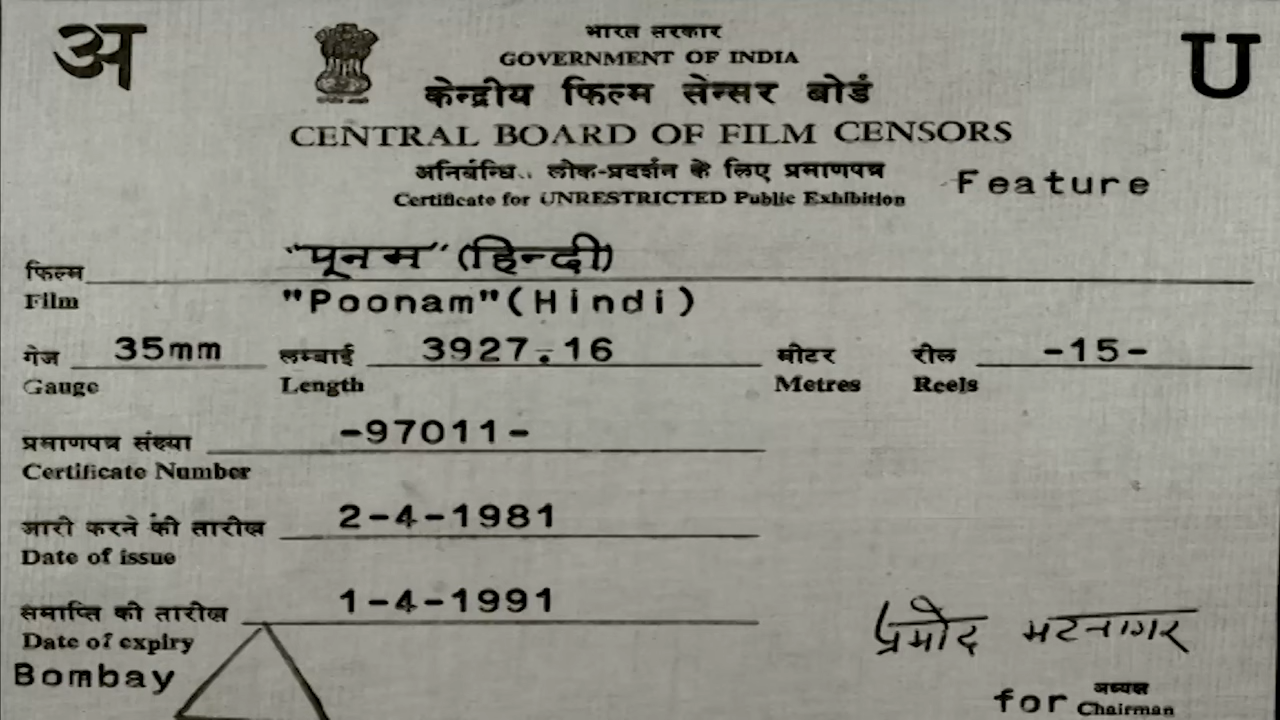 अ
U
भारत सरकार
GOVERNMENT OF INDIA
केन्द्रीय फिल्म सेन्सर बोर्ड
CENTRAL BOARD OF FILM CENSORS
अनिर्बन्धि.. लोक-प्रदर्शन के लिए प्रमाणपत्र
Certificate for UNRESTRICTED Public Exhibition
Feature
फिल्म "पूनम" (हिन्दी)
Film "Poonam"(Hindi)
गेज 35mm लम्बाई 3927.16 मीटर रील -15-
Gauge Length Metres Reels
प्रमाणपत्र संख्या -97011-
Certificate Number
जारी करने की तारीख 2-4-1981
Date of issue
समाप्ति की तारीख 1-4-1991
Date of expiry
Bombay
प्रमोद भटनागर
for अध्यक्ष
Chairman